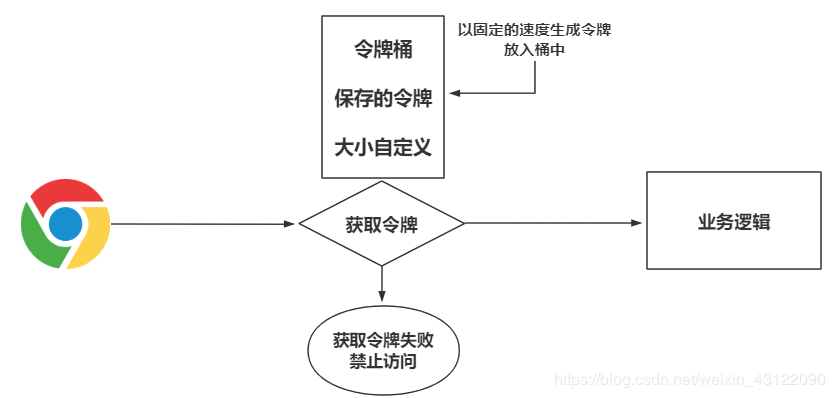 令牌桶
保存的令牌
大小自定义
以固定的速度生成令牌
放入桶中
获取令牌
业务逻辑
获取令牌失败
禁止访问
https://blog.csdn.net/weixin_43122090